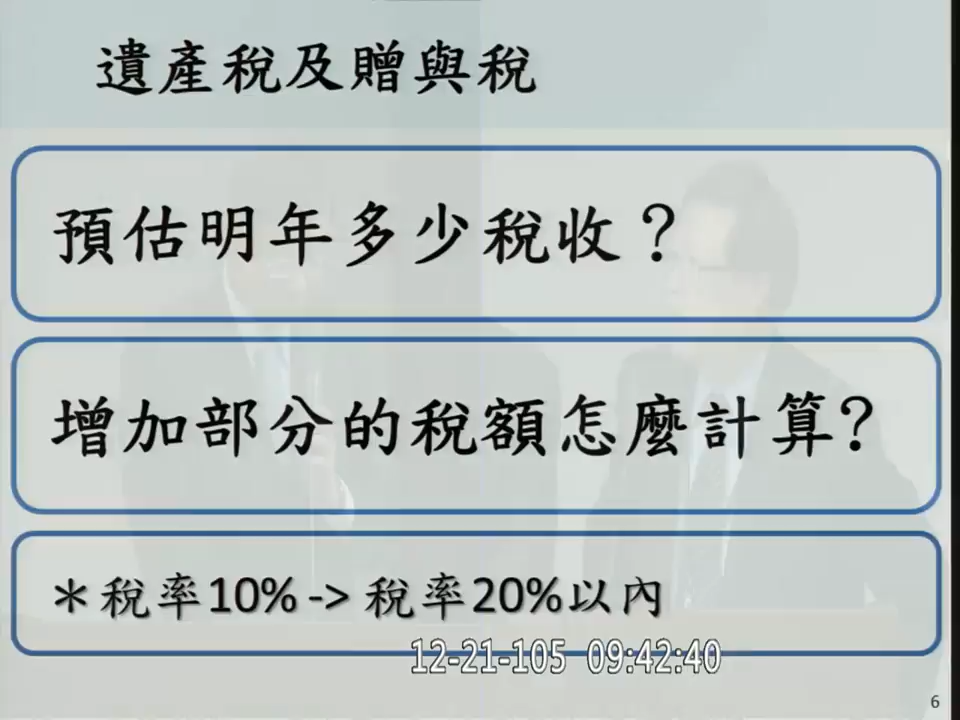 遺產稅及贈與稅
預估明年多少稅收？
增加部分的稅額怎麼計算?
＊稅率10% -> 稅率20%以內
12-21-105 09:42:40
6